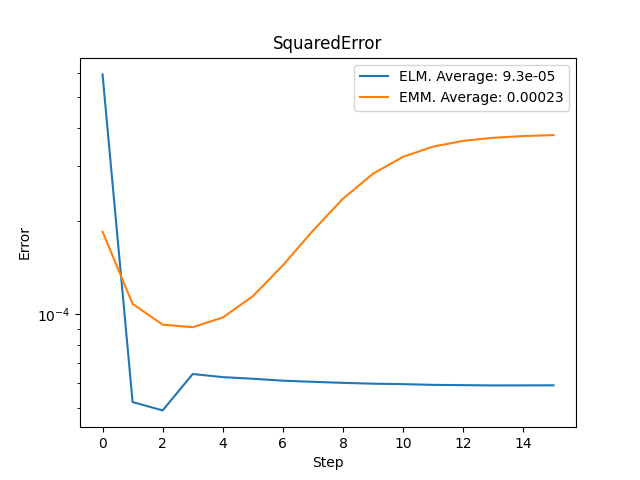 SquaredError
ELM. Average: 9.3e-05
EMM. Average: 0.00023
Error
10⁻⁴
0 2 4 6 8 10 12 14
Step